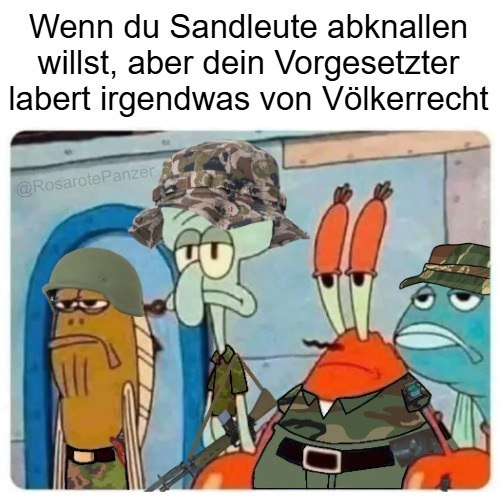 Wenn du Sandleute abknallen
willst, aber dein Vorgesetzter
labert irgendwas von Völkerrecht
@RosarotePanzer